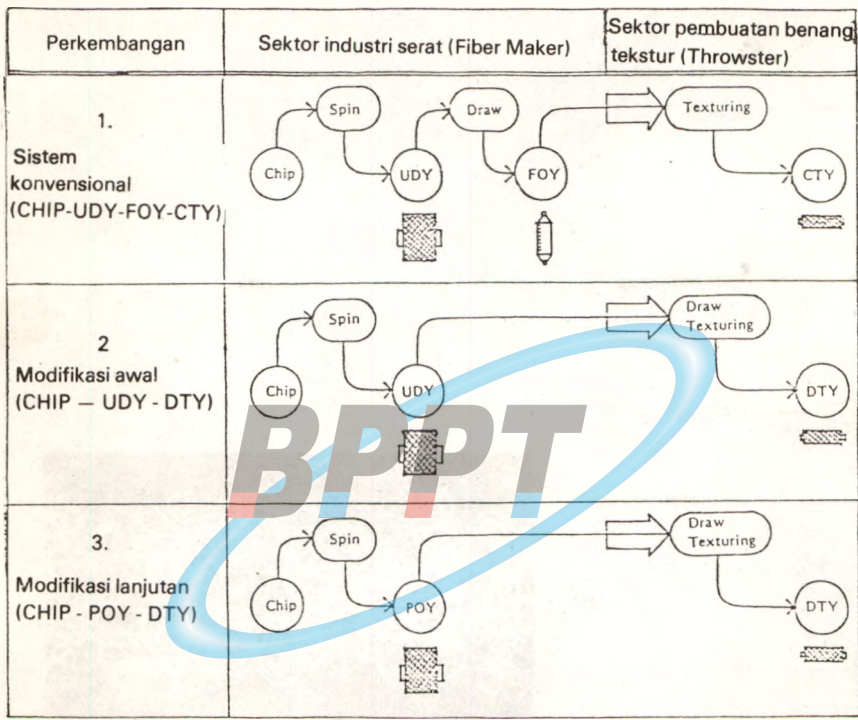 Perkembangan
Sektor industri serat (Fiber Maker)
Sektor pembuatan benang
tekstur (Throwster)
1.
Sistem
konvensional
(CHIP-UDY-FOY-CTY)
Chip
Spin
UDY
Draw
FOY
Texturing
CTY
2
Modifikasi awal
(CHIP — UDY - DTY)
Chip
Spin
UDY
Draw
Texturing
DTY
3.
Modifikasi lanjutan
(CHIP - POY - DTY)
Chip
Spin
POY
Draw
Texturing
DTY
BPPT